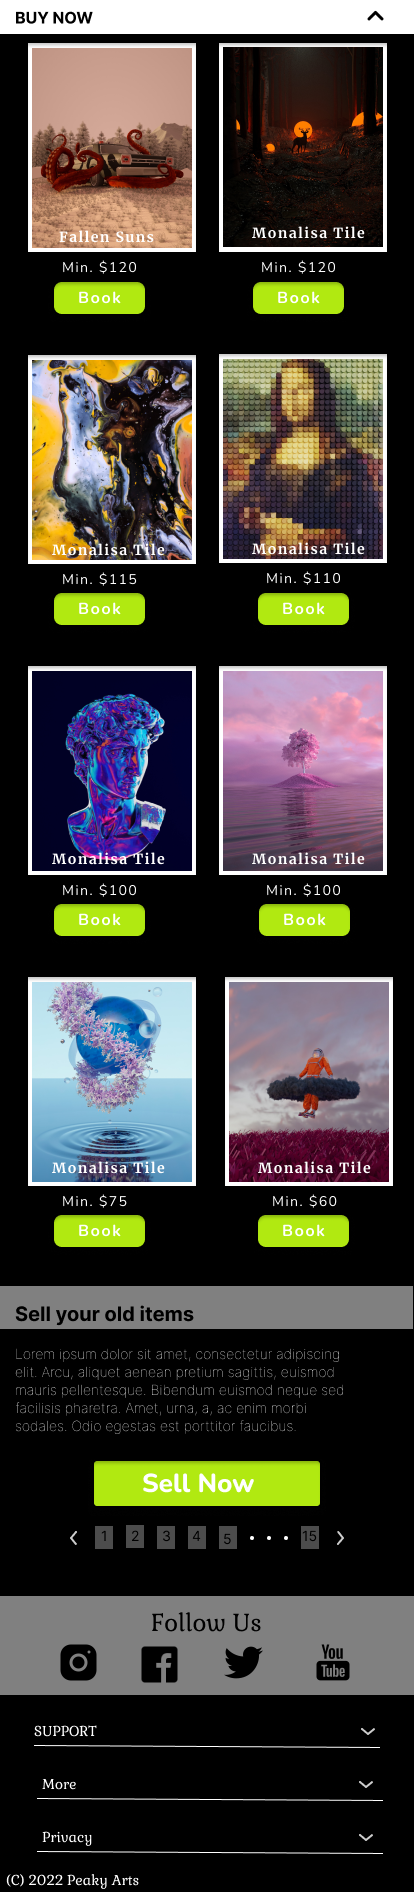 BUY NOW
Fallen Suns
Monalisa Tile
Min. $120
Min. $120
Book
Book
Monalisa Tile
Monalisa Tile
Min. $115
Min. $110
Book
Book
Monalisa Tile
Monalisa Tile
Min. $100
Min. $100
Book
Book
Monalisa Tile
Monalisa Tile
Min. $75
Min. $60
Book
Book
Sell your old items
Lorem ipsum dolor sit amet, consectetur adipiscing
elit. Arcu, aliquet aenean pretium sagittis, euismod
mauris pellentesque. Bibendum euismod neque sed
facilisis pharetra. Amet, urna, a, ac enim morbi
sodales. Odio egestas est porttitor faucibus.
Sell Now
1 2 3 4 5 • • • 15
Follow Us
You
Tube
SUPPORT
More
Privacy
(C) 2022 Peaky Arts